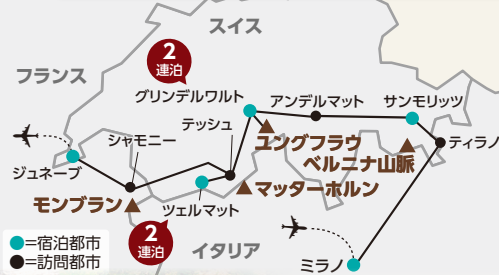 スイス
2
連泊
フランス
グリンデルワルト
アンデルマット
サンモリッツ
テッシュ
シャモニー
ユングフラウ
ティラノ
ベルニナ山脈
ジュネーブ
マッターホルン
モンブラン
ツェルマット
2
連泊
イタリア
ミラノ
●=宿泊都市
●=訪問都市